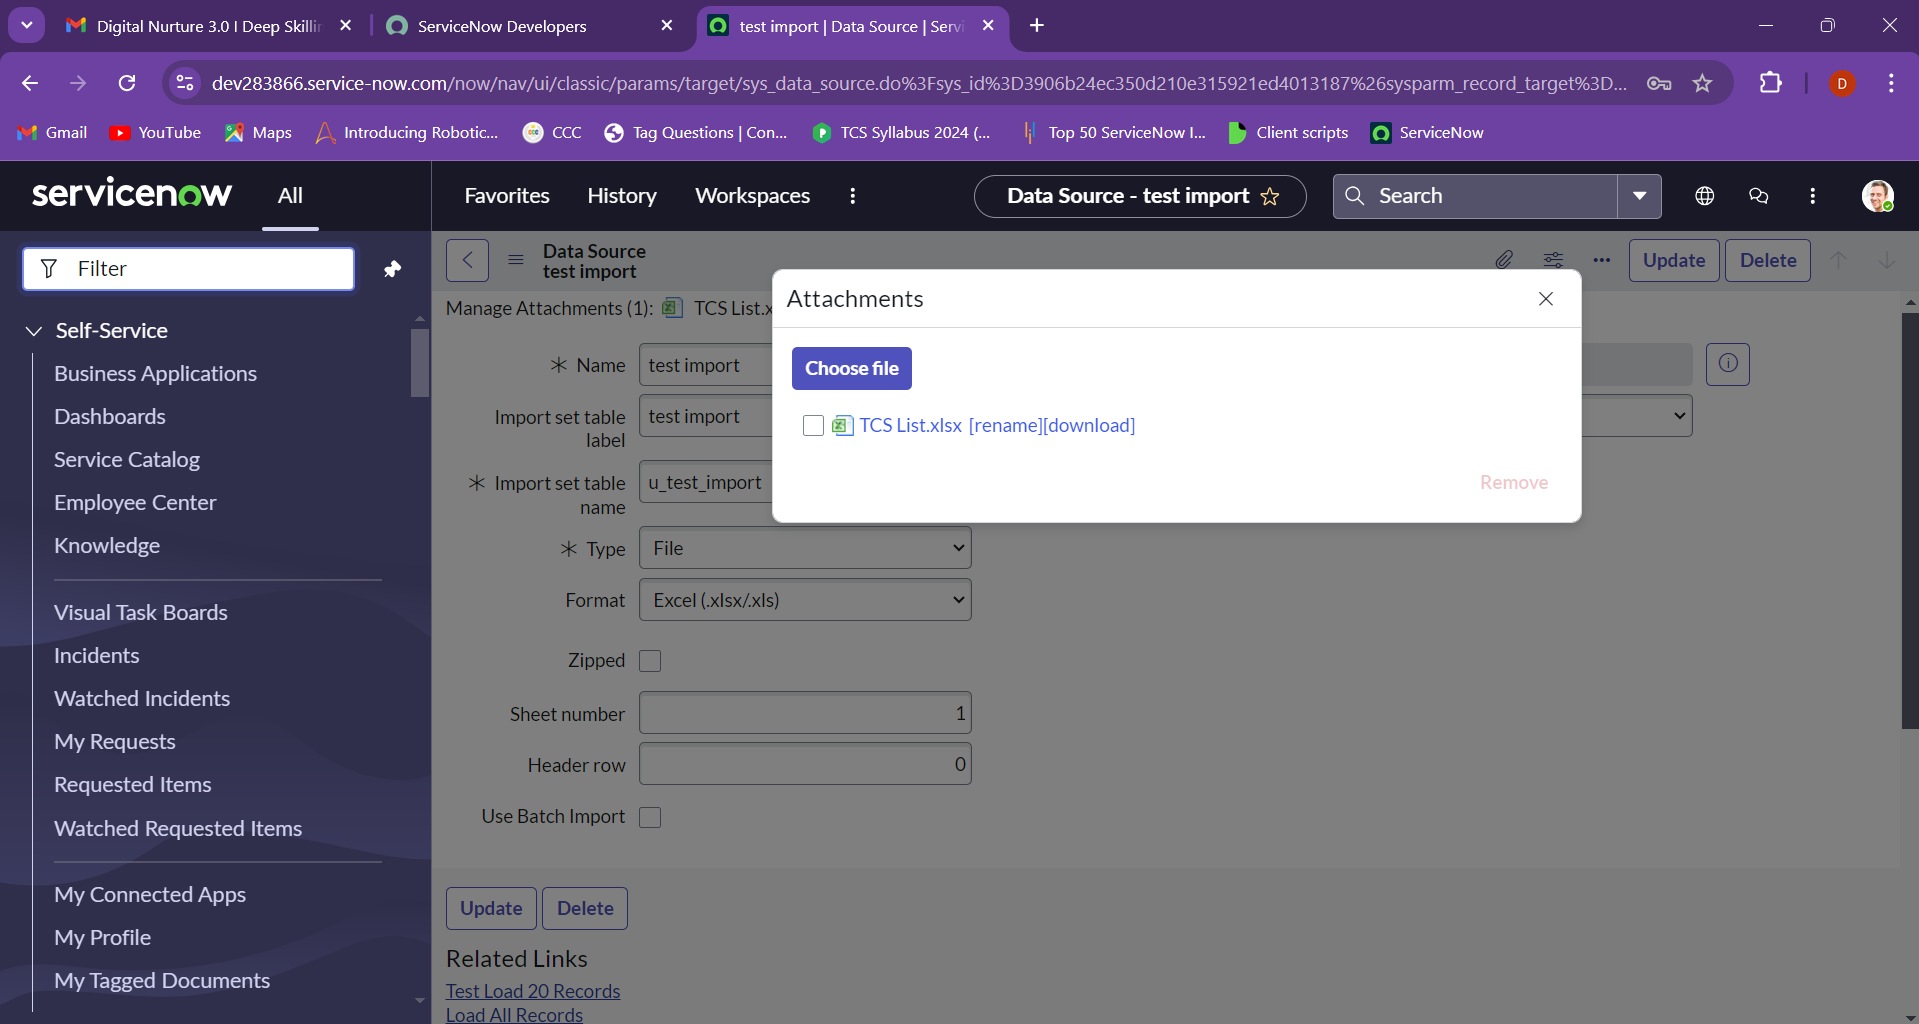 Digital Nurture 3.0 I Deep Skillin
ServiceNow Developers
test import | Data Source | Servi
dev283866.service-now.com/now/nav/ui/classic/params/target/sys_data_source.do%3Fsys_id%3D3906b24ec350d210e315921ed4013187%26sysparm_record_target%3D...
D
Gmail
YouTube
Maps
Introducing Robotic...
CCC
Tag Questions | Con...
TCS Syllabus 2024 (...
Top 50 ServiceNow I...
Client scripts
ServiceNow
servicenow
All
Favorites
History
Workspaces
Data Source - test import
Search
Filter
Self-Service
Business Applications
Dashboards
Service Catalog
Employee Center
Knowledge
Visual Task Boards
Incidents
Watched Incidents
My Requests
Requested Items
Watched Requested Items
My Connected Apps
My Profile
My Tagged Documents
Data Source
test import
Update
Delete
Manage Attachments (1):
TCS List.x
Attachments
Choose file
TCS List.xlsx [rename][download]
Remove
Name
test import
Import set table
label
test import
Import set table
name
u_test_import
Type
File
Format
Excel (.xlsx/.xls)
Zipped
Sheet number
1
Header row
0
Use Batch Import
Update
Delete
Related Links
Test Load 20 Records
Load All Records